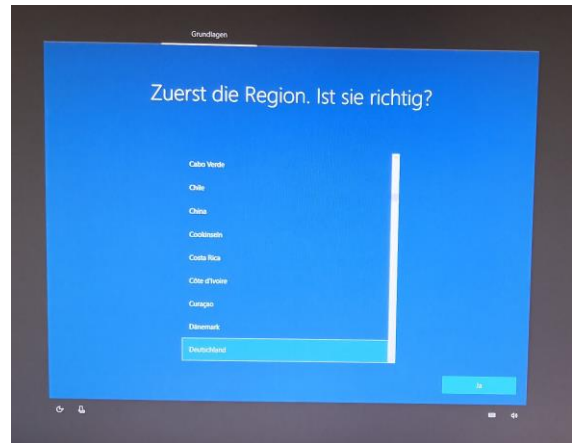 Grundlagen
Zuerst die Region. Ist sie richtig?
Cabo Verde
Chile
China
Cookinseln
Costa Rica
Côte d'Ivoire
Curaçao
Dänemark
Deutschland
Ja